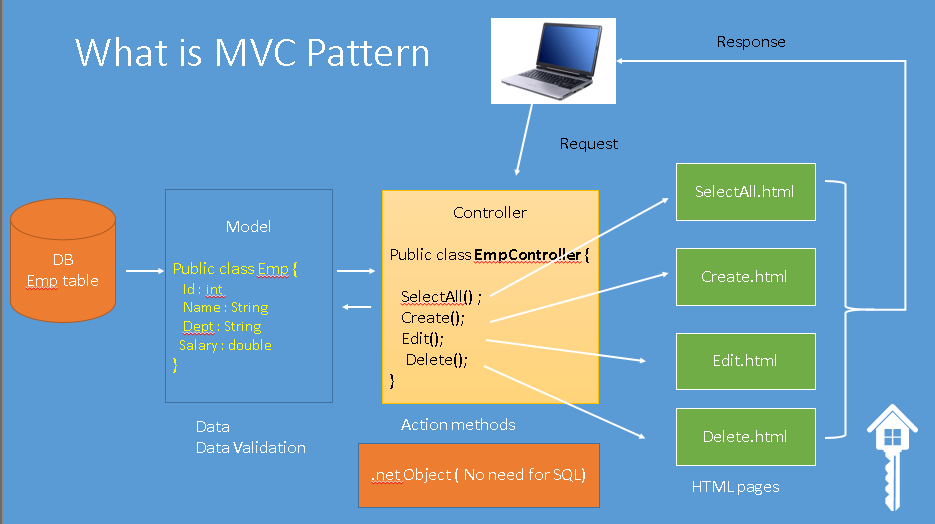 What is MVC Pattern
Response
Request
DB
Emp table
Model
Public class Emp {
Id : int
Name : String
Dept : String
Salary : double
}
Data
Data Validation
Controller
Public class EmpController {
SelectAll() ;
Create();
Edit();
Delete();
}
Action methods
.net Object ( No need for SQL)
SelectAll.html
Create.html
Edit.html
Delete.html
HTML pages